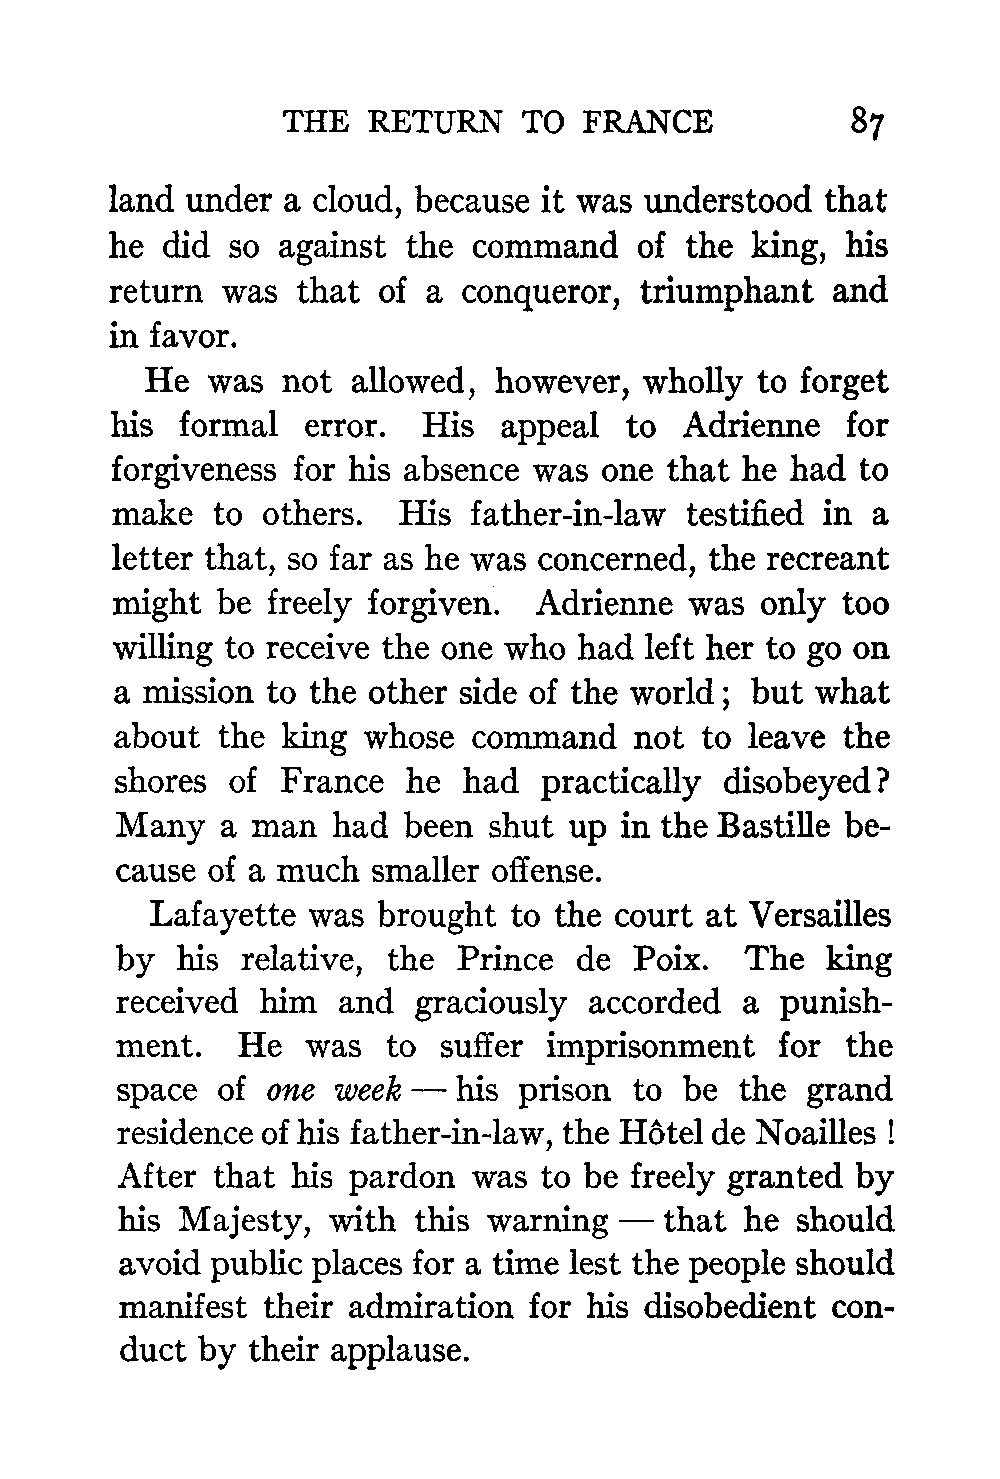 THE RETURN TO FRANCE 87
land under a cloud, because it was understood that
he did so against the command of the king, his
return was that of a conqueror, triumphant and
in favor.
He was not allowed, however, wholly to forget
his formal error. His appeal to Adrienne for
forgiveness for his absence was one that he had to
make to others. His father-in-law testified in a
letter that, so far as he was concerned, the recreant
might be freely forgiven. Adrienne was only too
willing to receive the one who had left her to go on
a mission to the other side of the world; but what
about the king whose command not to leave the
shores of France he had practically disobeyed?
Many a man had been shut up in the Bastille be-
cause of a much smaller offense.
Lafayette was brought to the court at Versailles
by his relative, the Prince de Poix. The king
received him and graciously accorded a punish-
ment. He was to suffer imprisonment for the
space of one week — his prison to be the grand
residence of his father-in-law, the Hôtel de Noailles !
After that his pardon was to be freely granted by
his Majesty, with this warning — that he should
avoid public places for a time lest the people should
manifest their admiration for his disobedient con-
duct by their applause.